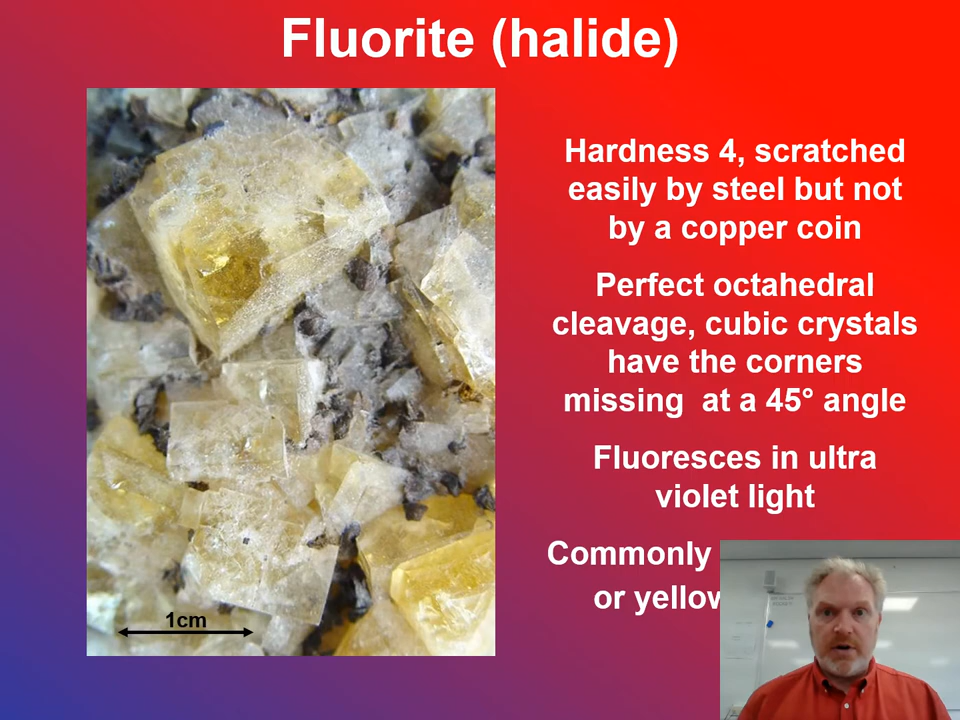 Fluorite (halide)
Hardness 4, scratched
easily by steel but not
by a copper coin
Perfect octahedral
cleavage, cubic crystals
have the corners
missing at a 45° angle
Fluoresces in ultra
violet light
Commonly
or yellow
1cm